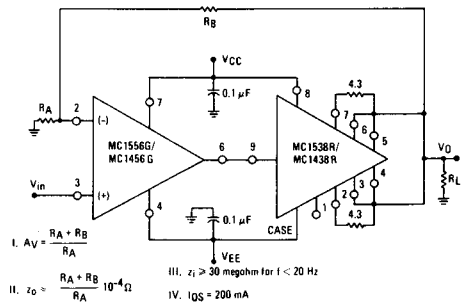 RB
VCC
8
4.3
0.1 µF
RA
2
7
7
6
5
(-)
MC1556G/
MC1456G
6
9
MC1538R/
MC1438R
VO
4
RL
Vin
3
(+)
3
2
4
1
4.3
0.1 µF
CASE
I. AV = RA + RB / RA
VEE
II. zo ≈ RA + RB / RA 10⁻⁴ Ω
III. zi ⩾ 30 megohm for f < 20 Hz
IV. IOS = 200 mA